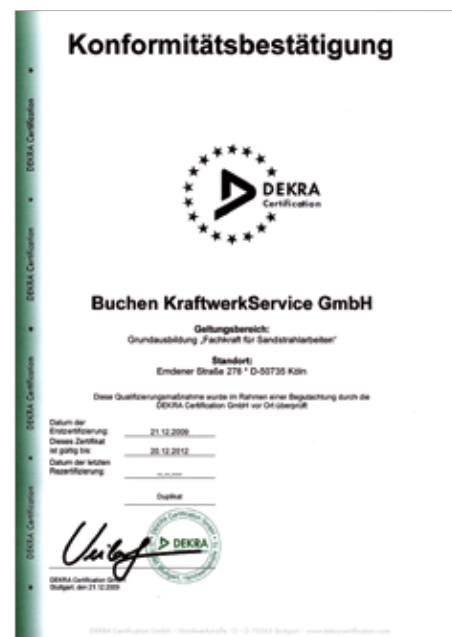 Konformitätsbestätigung
DEKRA
Certification
Buchen KraftwerkService GmbH
Geltungsbereich:
Grundausbildung „Fachkraft für Sandstrahlarbeiten“
Standort:
Emdener Straße 278 * D-50735 Köln
Diese Qualifizierungsmaßnahme wurde im Rahmen einer Begutachtung durch die
DEKRA Certification GmbH vor Ort überprüft
Datum der
Erstzertifizierung: 21.12.2009
Dieses Zertifikat
ist gültig bis: 20.12.2012
Datum der letzten
Rezertifizierung: --.--.----
Duplikat
DEKRA
DEKRA Certification GmbH
Stuttgart, den 21.12.2009
DEKRA Certification
DEKRA Certification
DEKRA Certification
DEKRA Certification
DEKRA Certification